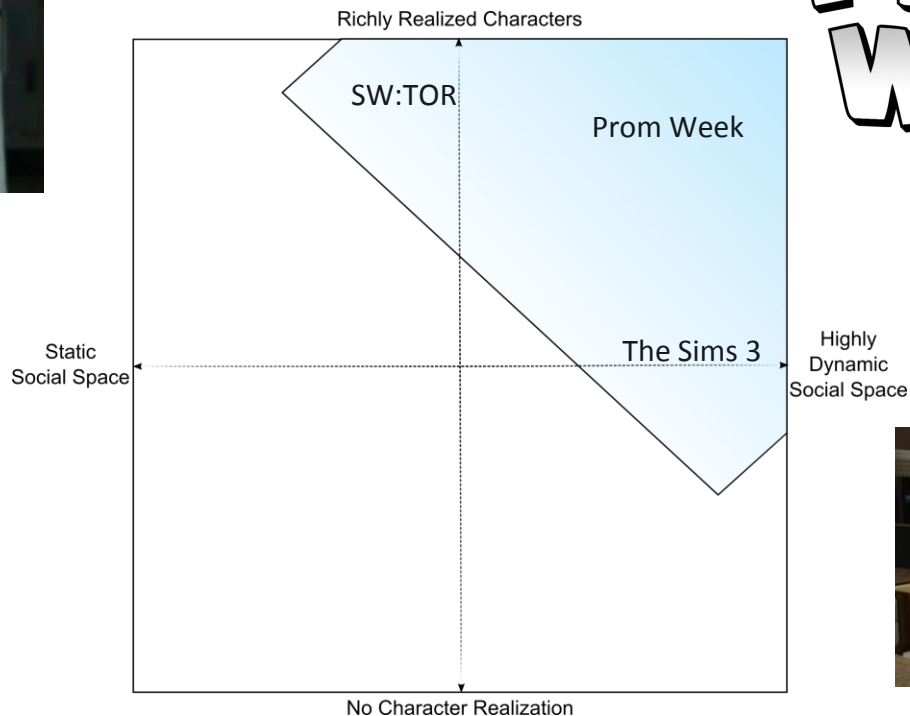 Richly Realized Characters
SW:TOR
Prom Week
The Sims 3
Static
Social Space
Highly
Dynamic
Social Space
No Character Realization